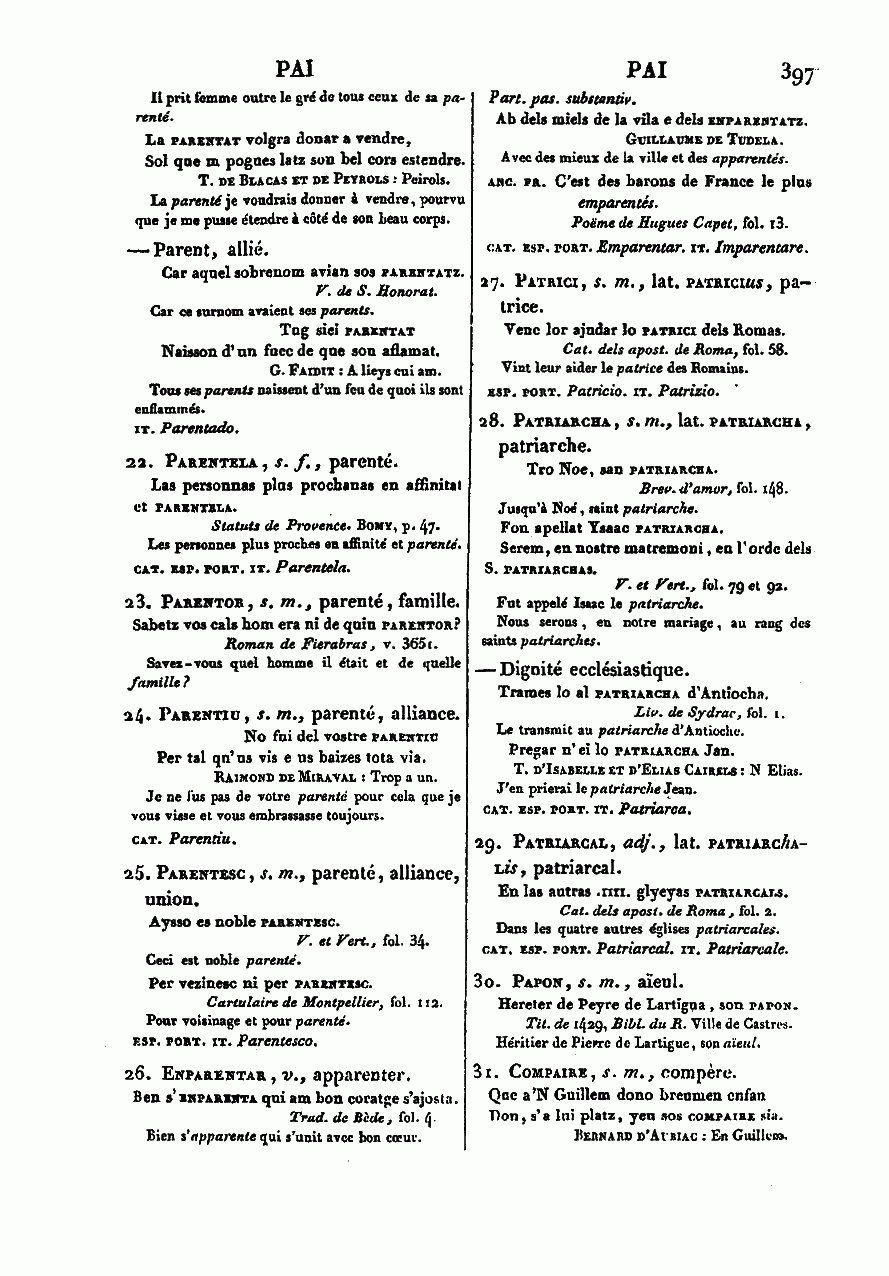 PAI
PAI
397
Il prit femme outre le gré de tous ceux de sa pa-
renté.
La PARENTAT volgra donar a vendre,
Sol que m pogues latz son bel cors estendre.
T. DE BLACAS ET DE PEYROLS : Peirols.
La parenté je voudrais donner à vendre, pourvu
que je me pusse étendre à côté de son beau corps.
— Parent, allié.
Car aquel sobrenom avian sos PARENTATZ.
V. de S. Honorat.
Car ce surnom avaient ses parents.
Tug siei PARENTAT
Naisson d'un fuec de que son aflamat.
G. FAIDIT : A lieys cui am.
Tous ses parents naissent d'un feu de quoi ils sont
enflammés.
IT. Parentado.
22. PARENTELA, s. f., parenté.
Las personnas plus prochanas en affinitat
et PARENTELA.
Statuts de Provence. BOMY, p. 47.
Les personnes plus proches en affinité et parenté.
CAT. ESP. PORT. IT. Parentela.
23. PARENTOR, s. m., parenté, famille.
Sabetz vos cals hom era ni de quin PARENTOR?
Roman de Fierabras, v. 3651.
Savez-vous quel homme il était et de quelle
famille?
24. PARENTIU, s. m., parenté, alliance.
No fui del vostre PARENTIU
Per tal qu'us vis e us baizes tota via.
RAIMOND DE MIRAVAL : Trop a un.
Je ne fus pas de votre parenté pour cela que je
vous visse et vous embrassasse toujours.
CAT. Parentiu.
25. PARENTESC, s. m., parenté, alliance,
union.
Aysso es noble PARENTESC.
V. et Vert., fol. 34.
Ceci est noble parenté.
Per vezinesc ni per PARENTESC.
Cartulaire de Montpellier, fol. 112.
Pour voisinage et pour parenté.
ESP. PORT. IT. Parentesco.
26. ENPARENTAR, v., apparenter.
Ben s'ENPARENTA qui am bon coratge s'ajosta.
Trad. de Bède, fol. 4.
Bien s'apparente qui s'unit avec bon cœur.
Part. pas. substantiv.
Ab dels miels de la vila e dels ENPARENTATZ.
GUILLAUME DE TUDELA.
Avec des mieux de la ville et des apparentés.
ANC. FR. C'est des barons de France le plus
emparentés.
Poëme de Hugues Capet, fol. 13.
CAT. ESP. PORT. Emparentar. IT. Imparentare.
27. PATRICI, s. m., lat. PATRICIus, pa-
trice.
Venc lor ajudar lo PATRICI dels Romas.
Cat. dels apost. de Roma, fol. 58.
Vint leur aider le patrice des Romains.
ESP. PORT. Patricio. IT. Patrizio.
28. PATRIARCHA, s. m., lat. PATRIARCHA,
patriarche.
Tro Noe, san PATRIARCHA.
Brev. d'amor, fol. 148.
Jusqu'à Noé, saint patriarche.
Fon apellat Ysaac PATRIARCHA.
Serem, en nostre matremoni, en l'orde dels
S. PATRIARCHAS.
V. et Vert., fol. 79 et 92.
Fut appelé Isaac le patriarche.
Nous serons, en notre mariage, au rang des
saints patriarches.
— Dignité ecclésiastique.
Trames lo al PATRIARCHA d'Antiocha.
Liv. de Sydrac, fol. 1.
Le transmit au patriarche d'Antioche.
Pregar n'ei lo PATRIARCHA Jan.
T. D'ISABELLE ET D'ELIAS CAIRELS : N Elias.
J'en prierai le patriarche Jean.
CAT. ESP. PORT. IT. Patriarca.
29. PATRIARCAL, adj., lat. PATRIARChA-
LIs, patriarcal.
En las autras .IIII. glyeyas PATRIARCALS.
Cat. dels apost. de Roma, fol. 2.
Dans les quatre autres églises patriarcales.
CAT. ESP. PORT. Patriarcal. IT. Patriarcale.
30. PAPON, s. m., aïeul.
Hereter de Peyre de Lartigua, son PAPON.
Tit. de 1429, Bibl. du R. Ville de Castres.
Héritier de Pierre de Lartigue, son aïeul.
31. COMPAIRE, s. m., compère.
Que a'N Guillem dono breumen enfan
Don, s'a lui platz, yeu sos COMPAIRE sia.
BERNARD D'AURIAC : En Guillem.